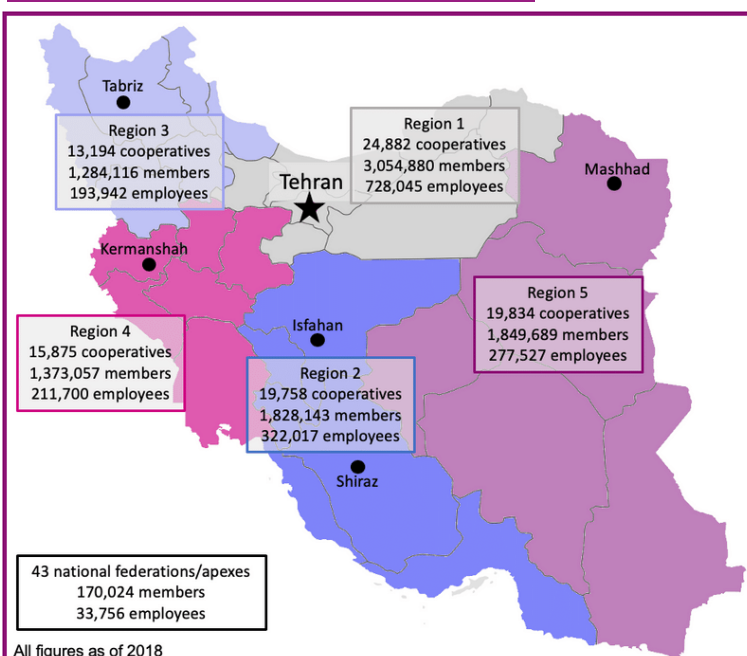 Tabriz
Region 3
13,194 cooperatives
1,284,116 members
193,942 employees
Region 1
24,882 cooperatives
3,054,880 members
728,045 employees
Tehran
Mashhad
Kermanshah
Region 5
19,834 cooperatives
1,849,689 members
277,527 employees
Region 4
15,875 cooperatives
1,373,057 members
211,700 employees
Isfahan
Region 2
19,758 cooperatives
1,828,143 members
322,017 employees
Shiraz
43 national federations/apexes
170,024 members
33,756 employees
All figures as of 2018